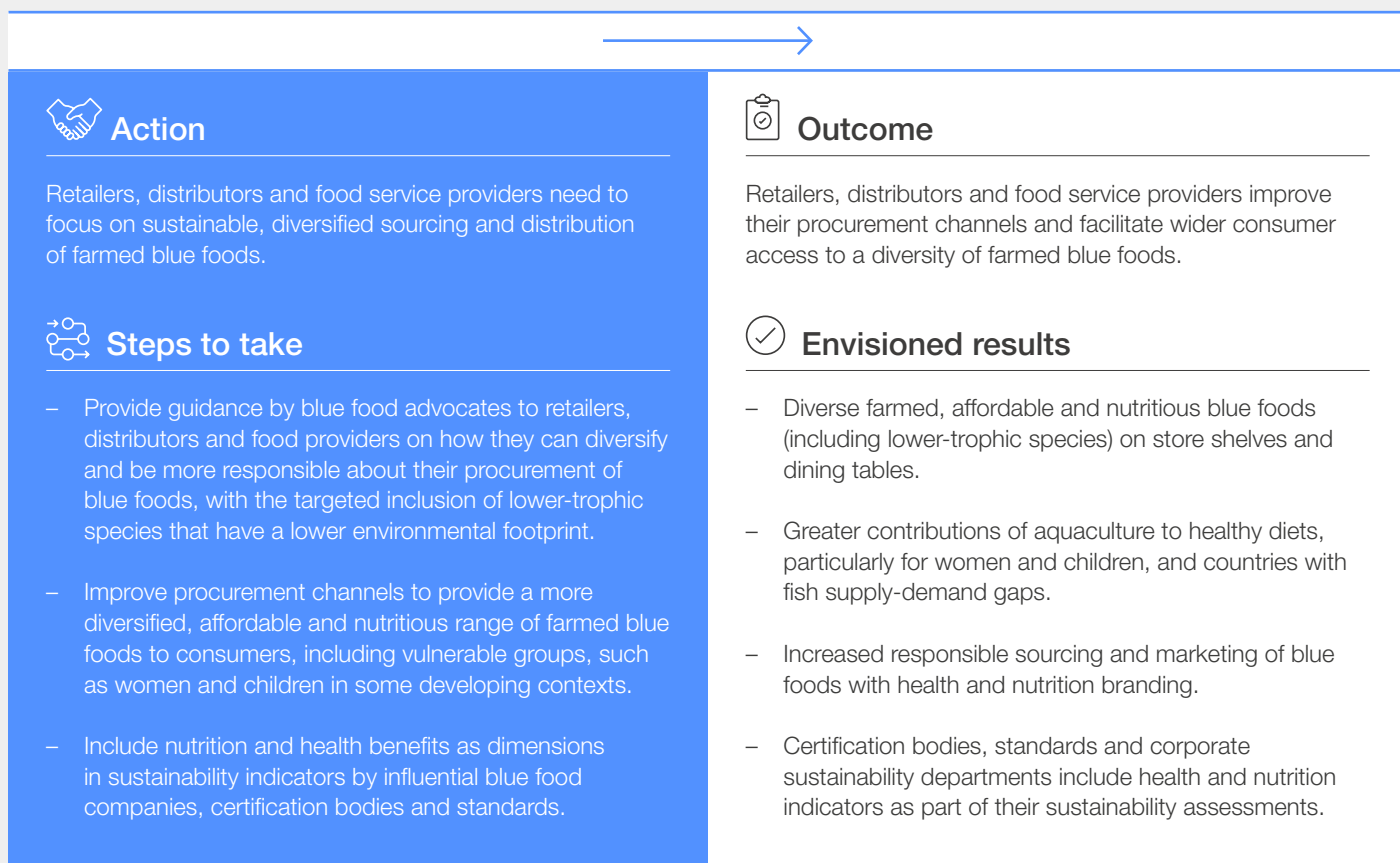 Action
Retailers, distributors and food service providers need to
focus on sustainable, diversified sourcing and distribution
of farmed blue foods.
Steps to take
– Provide guidance by blue food advocates to retailers,
distributors and food providers on how they can diversify
and be more responsible about their procurement of
blue foods, with the targeted inclusion of lower-trophic
species that have a lower environmental footprint.
– Improve procurement channels to provide a more
diversified, affordable and nutritious range of farmed blue
foods to consumers, including vulnerable groups, such
as women and children in some developing contexts.
– Include nutrition and health benefits as dimensions
in sustainability indicators by influential blue food
companies, certification bodies and standards.
Outcome
Retailers, distributors and food service providers improve
their procurement channels and facilitate wider consumer
access to a diversity of farmed blue foods.
Envisioned results
– Diverse farmed, affordable and nutritious blue foods
(including lower-trophic species) on store shelves and
dining tables.
– Greater contributions of aquaculture to healthy diets,
particularly for women and children, and countries with
fish supply-demand gaps.
– Increased responsible sourcing and marketing of blue
foods with health and nutrition branding.
– Certification bodies, standards and corporate
sustainability departments include health and nutrition
indicators as part of their sustainability assessments.